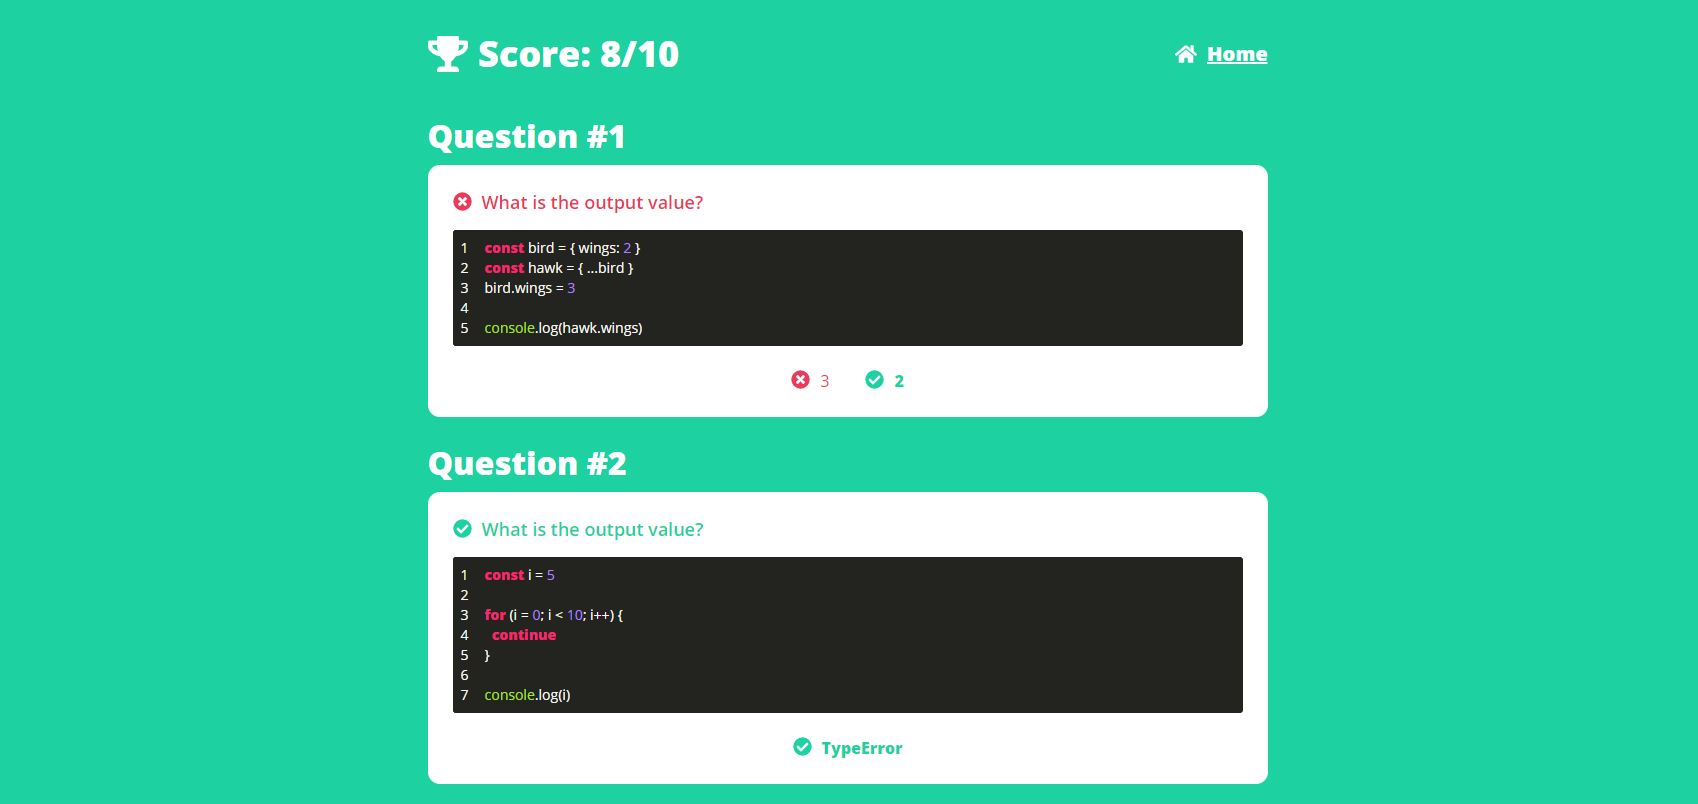 Score: 8/10
Home
Question #1
What is the output value?
1 const bird = { wings: 2 }
2 const hawk = { ...bird }
3 bird.wings = 3
4
5 console.log(hawk.wings)
3 2
Question #2
What is the output value?
1 const i = 5
2
3 for (i = 0; i < 10; i++) {
4   continue
5 }
6
7 console.log(i)
TypeError